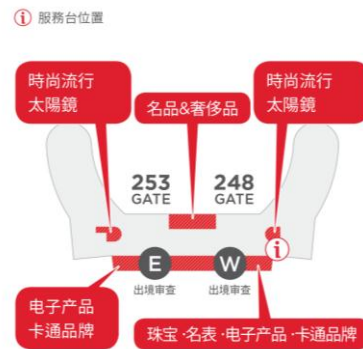 i 服務台位置
時尚流行
太陽鏡
名品&奢侈品
時尚流行
太陽鏡
253
GATE
248
GATE
i
E
出境审查
W
出境审查
电子产品
卡通品牌
珠宝·名表·电子产品·卡通品牌